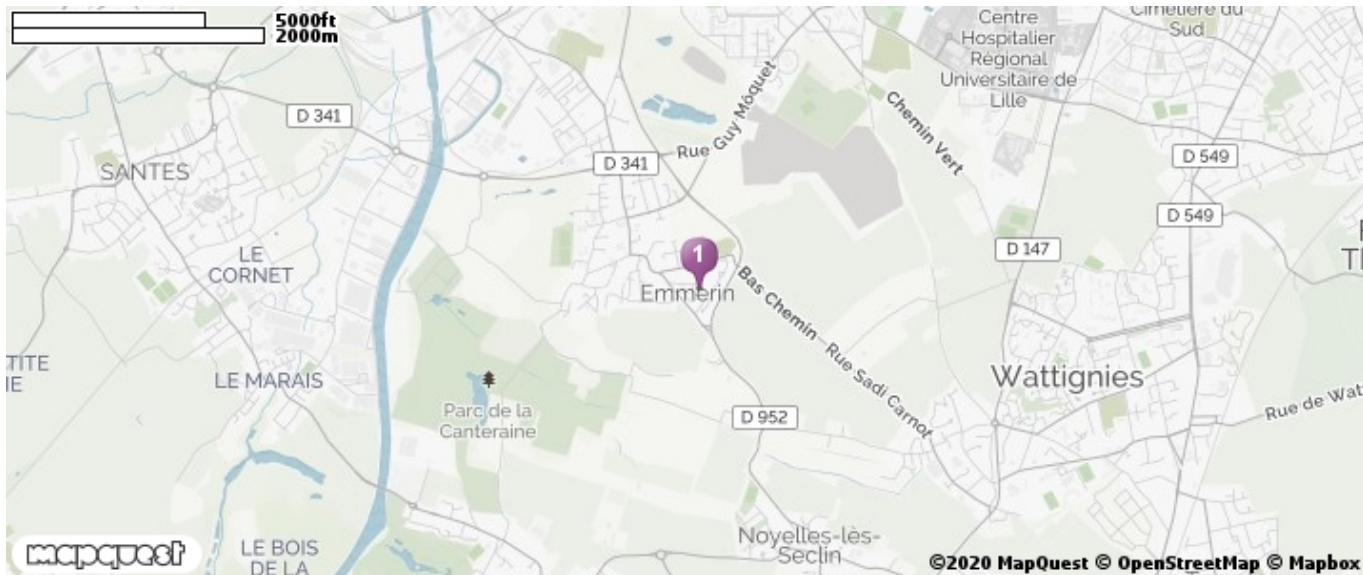 5000ft
2000m
Centre
Hospitalier
Régional
Universitaire de
Lille
Cimetière du
Sud
D 341
Rue Guy Môquet
Chemin Vert
SANTES
D 341
D 549
D 549
LE
CORNET
D 147
1
Emmerin
Bas Chemin - Rue Sadi Carnot
LE MARAIS
Wattignies
Parc de la
Canteraine
D 952
Rue de Wat
Noyelles-lès-
Seclin
mapquest
LE BOIS
DE LA
©2020 MapQuest © OpenStreetMap © Mapbox